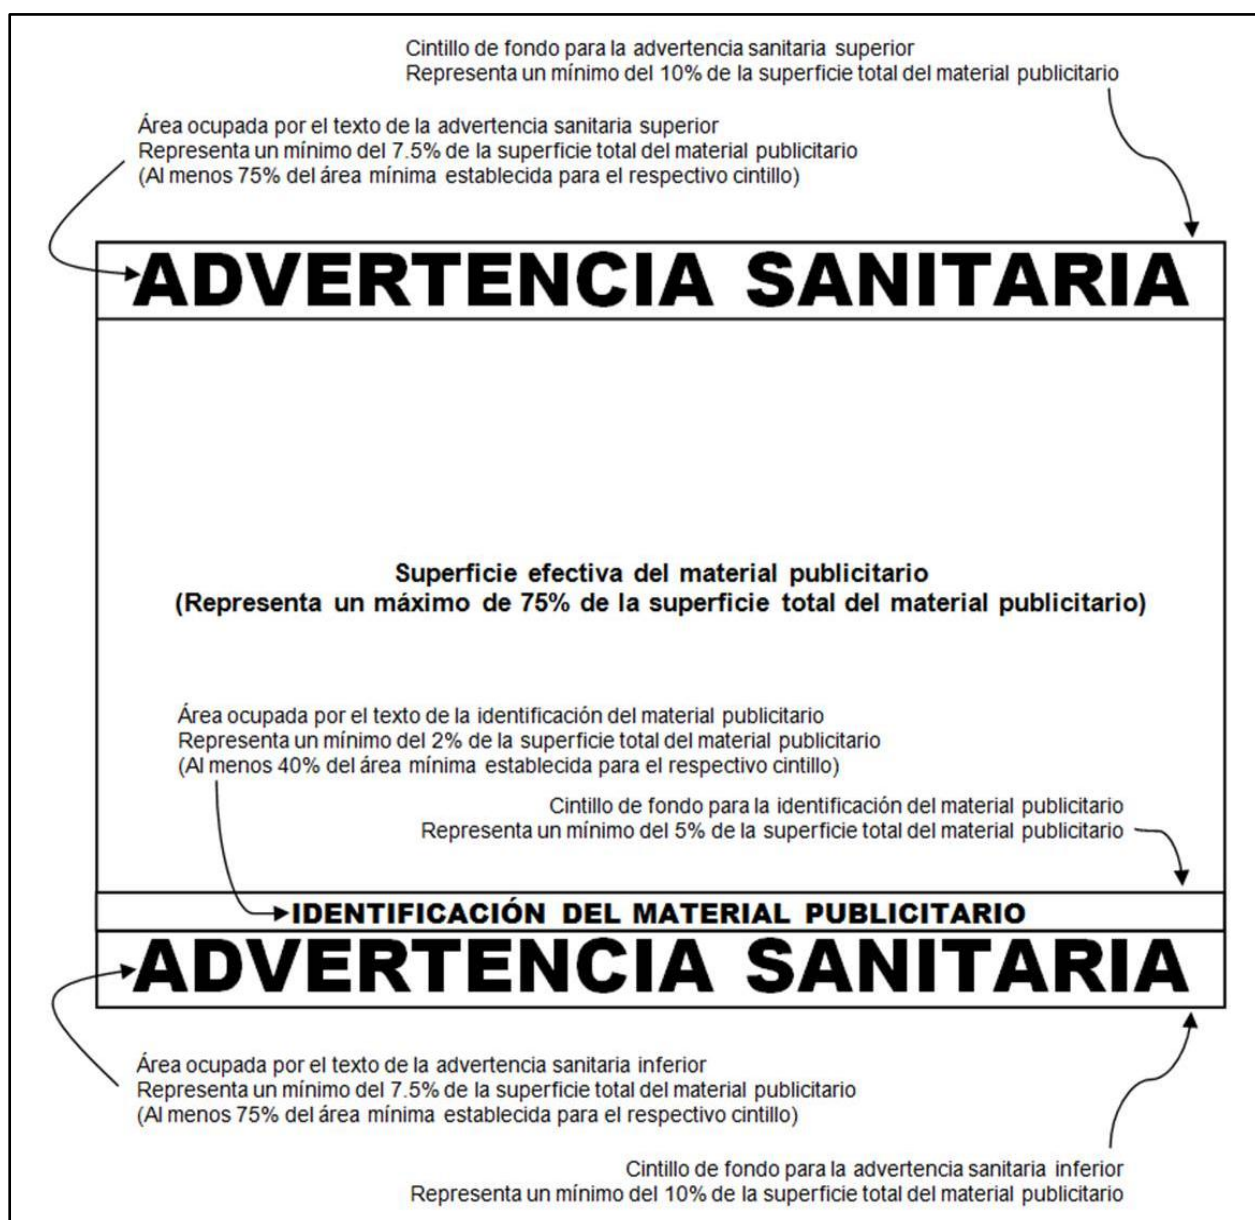 Cintillo de fondo para la advertencia sanitaria superior
Representa un mínimo del 10% de la superficie total del material publicitario
Área ocupada por el texto de la advertencia sanitaria superior
Representa un mínimo del 7.5% de la superficie total del material publicitario
(Al menos 75% del área mínima establecida para el respectivo cintillo)
ADVERTENCIA SANITARIA
Superficie efectiva del material publicitario
(Representa un máximo de 75% de la superficie total del material publicitario)
Área ocupada por el texto de la identificación del material publicitario
Representa un mínimo del 2% de la superficie total del material publicitario
(Al menos 40% del área mínima establecida para el respectivo cintillo)
Cintillo de fondo para la identificación del material publicitario
Representa un mínimo del 5% de la superficie total del material publicitario
IDENTIFICACIÓN DEL MATERIAL PUBLICITARIO
ADVERTENCIA SANITARIA
Área ocupada por el texto de la advertencia sanitaria inferior
Representa un mínimo del 7.5% de la superficie total del material publicitario
(Al menos 75% del área mínima establecida para el respectivo cintillo)
Cintillo de fondo para la advertencia sanitaria inferior
Representa un mínimo del 10% de la superficie total del material publicitario